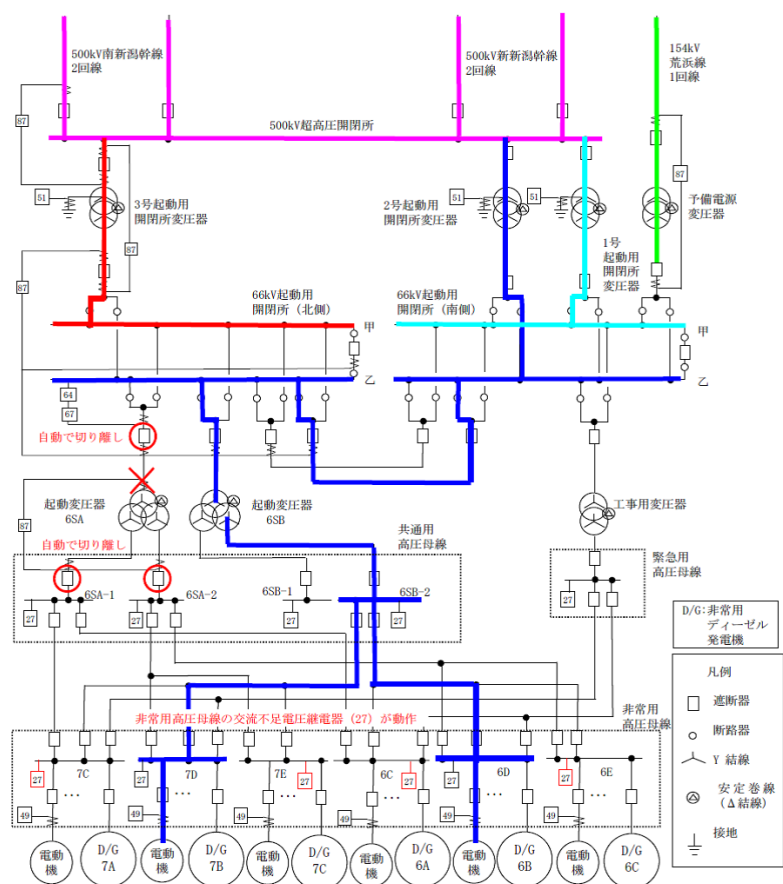 500kV南新潟幹線
2回線
500kV新新潟幹線
2回線
154kV
荒浜線
1回線
87
500kV超高圧開閉所
87
51
3号起動用
開閉所変圧器
51
2号起動用
開閉所変圧器
51
予備電源
変圧器
1号
起動用
開閉所
変圧器
87
87
66kV起動用
開閉所（北側）
甲
66kV起動用
開閉所（南側）
甲
乙
乙
64
67
自動で切り離し
起動変圧器
6SA
起動変圧器
6SB
工事用変圧器
87
自動で切り離し
共通用
高圧母線
緊急用
高圧母線
6SA-1
6SA-2
6SB-1
6SB-2
27
27
27
27
27
D/G:非常用
ディーゼル
発電機
凡例
遮断器
断路器
Y 結線
安定巻線
(Δ結線)
接地
非常用高圧母線の交流不足電圧継電器（27）が動作
非常用
高圧母線
7C
7D
7E
6C
6D
6E
27
27
27
27
27
27
…
…
…
…
…
…
49
49
49
49
49
49
電動
機
D/G
7A
電動
機
D/G
7B
電動
機
D/G
7C
電動
機
D/G
6A
電動
機
D/G
6B
電動
機
D/G
6C